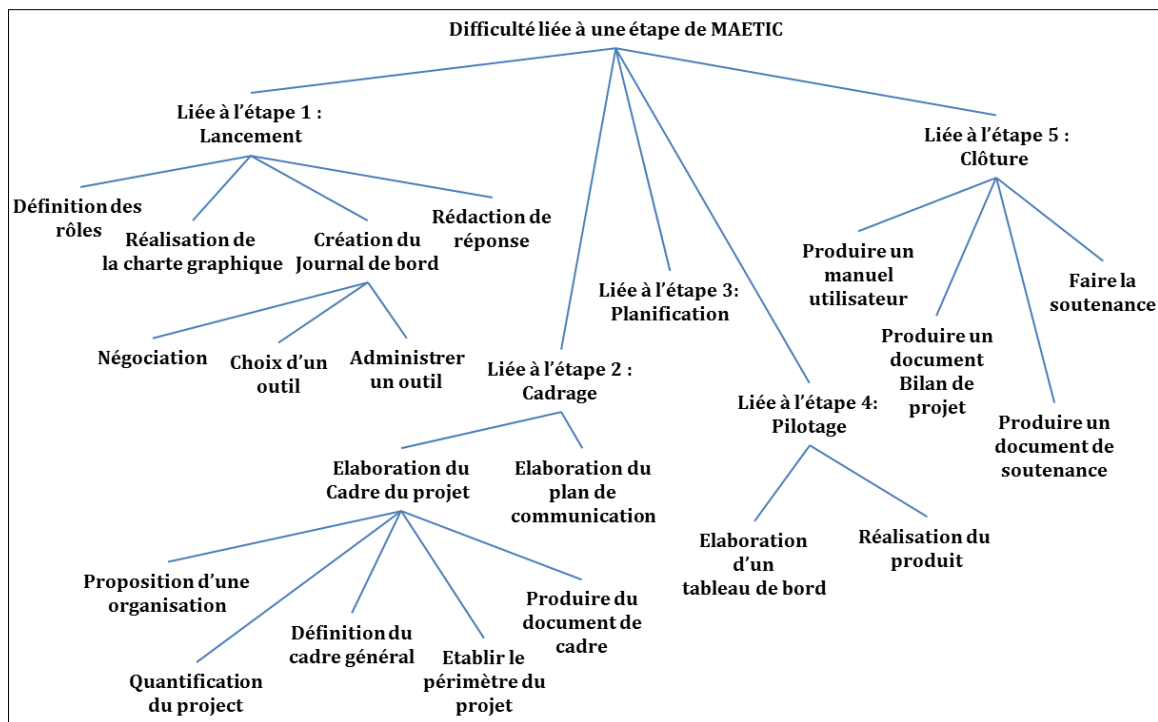 Difficulté liée à une étape de MAETIC
Liée à l'étape 1 :
Lancement
Liée à l'étape 5 :
Clôture
Définition des
rôles
Réalisation de
la charte graphique
Création du
Journal de bord
Rédaction de
réponse
Produire un
manuel
utilisateur
Faire la
soutenance
Liée à l'étape 3:
Planification
Négociation
Choix d'un
outil
Administrer
un outil
Produire un
document
Bilan de
projet
Liée à l'étape 2 :
Cadrage
Liée à l'étape 4:
Pilotage
Produire un
document de
soutenance
Elaboration du
Cadre du projet
Elaboration du
plan de
communication
Elaboration
d'un
tableau de bord
Réalisation du
produit
Proposition d'une
organisation
Quantification
du project
Définition du
cadre général
Etablir le
périmètre du
projet
Produire du
document de
cadre